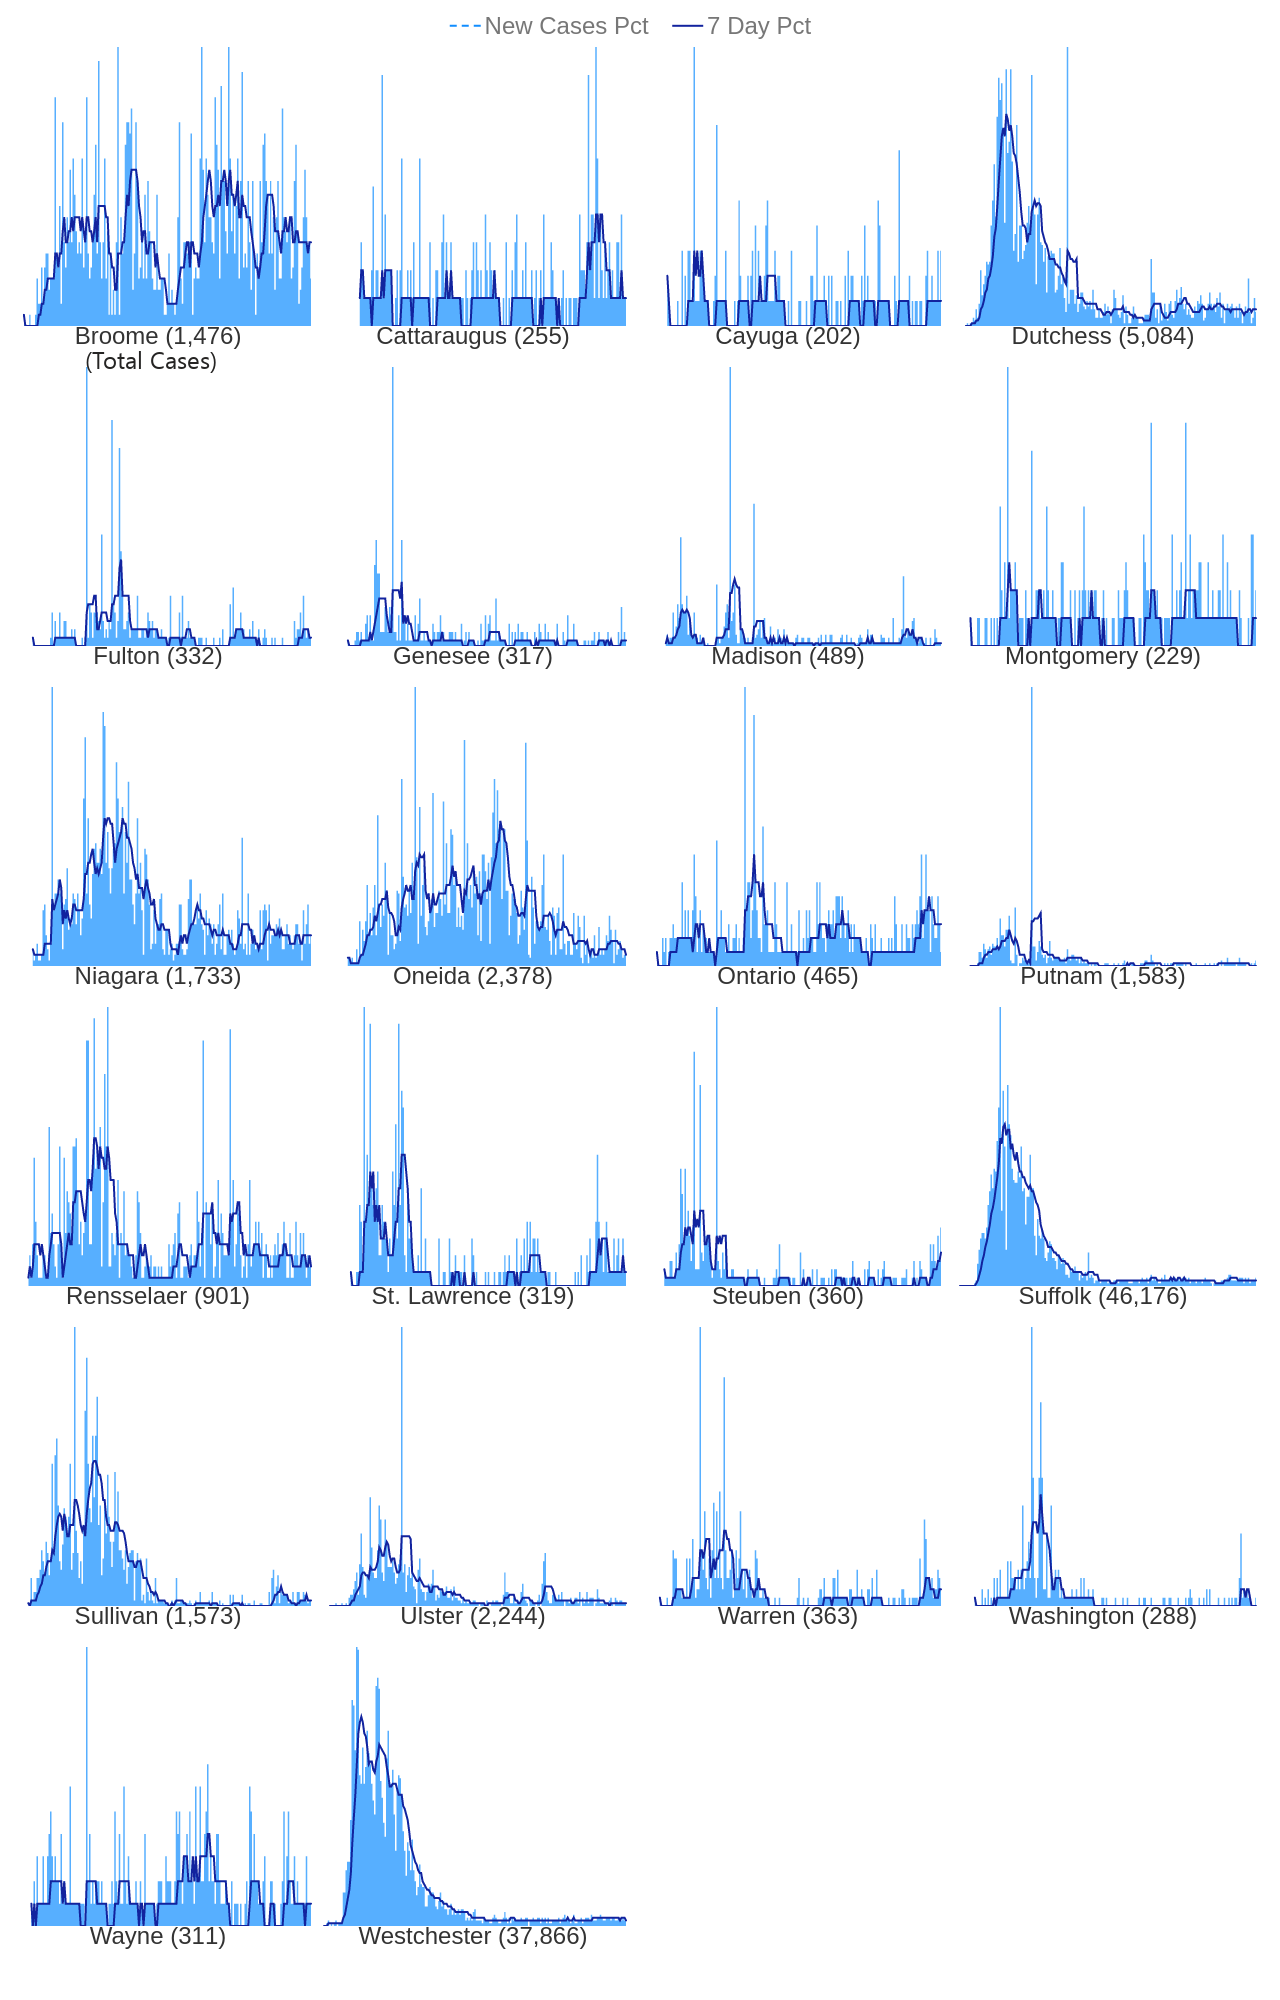 New Cases Pct 7 Day Pct
Broome (1,476) Cattaraugus (255) Cayuga (202) Dutchess (5,084)
(Total Cases)
Fulton (332) Genesee (317) Madison (489) Montgomery (229)
Niagara (1,733) Oneida (2,378) Ontario (465) Putnam (1,583)
Rensselaer (901) St. Lawrence (319) Steuben (360) Suffolk (46,176)
Sullivan (1,573) Ulster (2,244) Warren (363) Washington (288)
Wayne (311) Westchester (37,866)